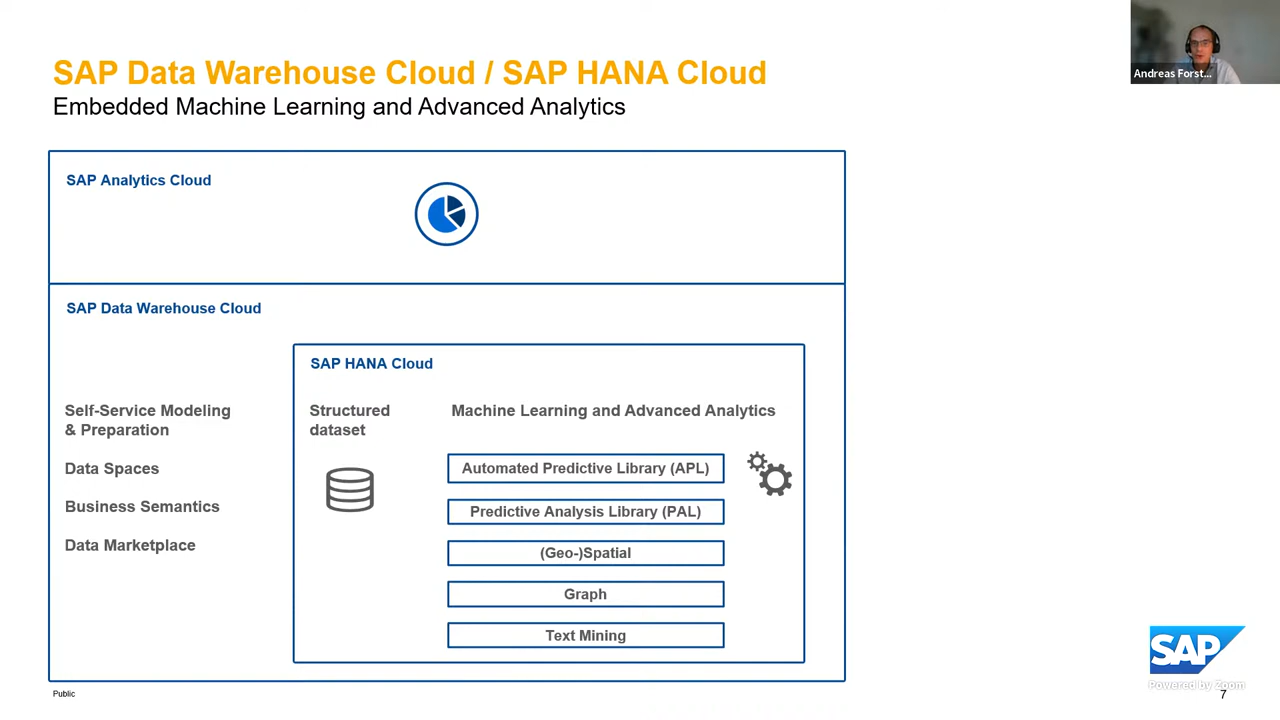 SAP Data Warehouse Cloud / SAP HANA Cloud
Embedded Machine Learning and Advanced Analytics
Andreas Forst...
SAP Analytics Cloud
SAP Data Warehouse Cloud
SAP HANA Cloud
Self-Service Modeling
& Preparation
Data Spaces
Business Semantics
Data Marketplace
Structured
dataset
Machine Learning and Advanced Analytics
Automated Predictive Library (APL)
Predictive Analysis Library (PAL)
(Geo-)Spatial
Graph
Text Mining
SAP
Powered by Zoom
Public
7